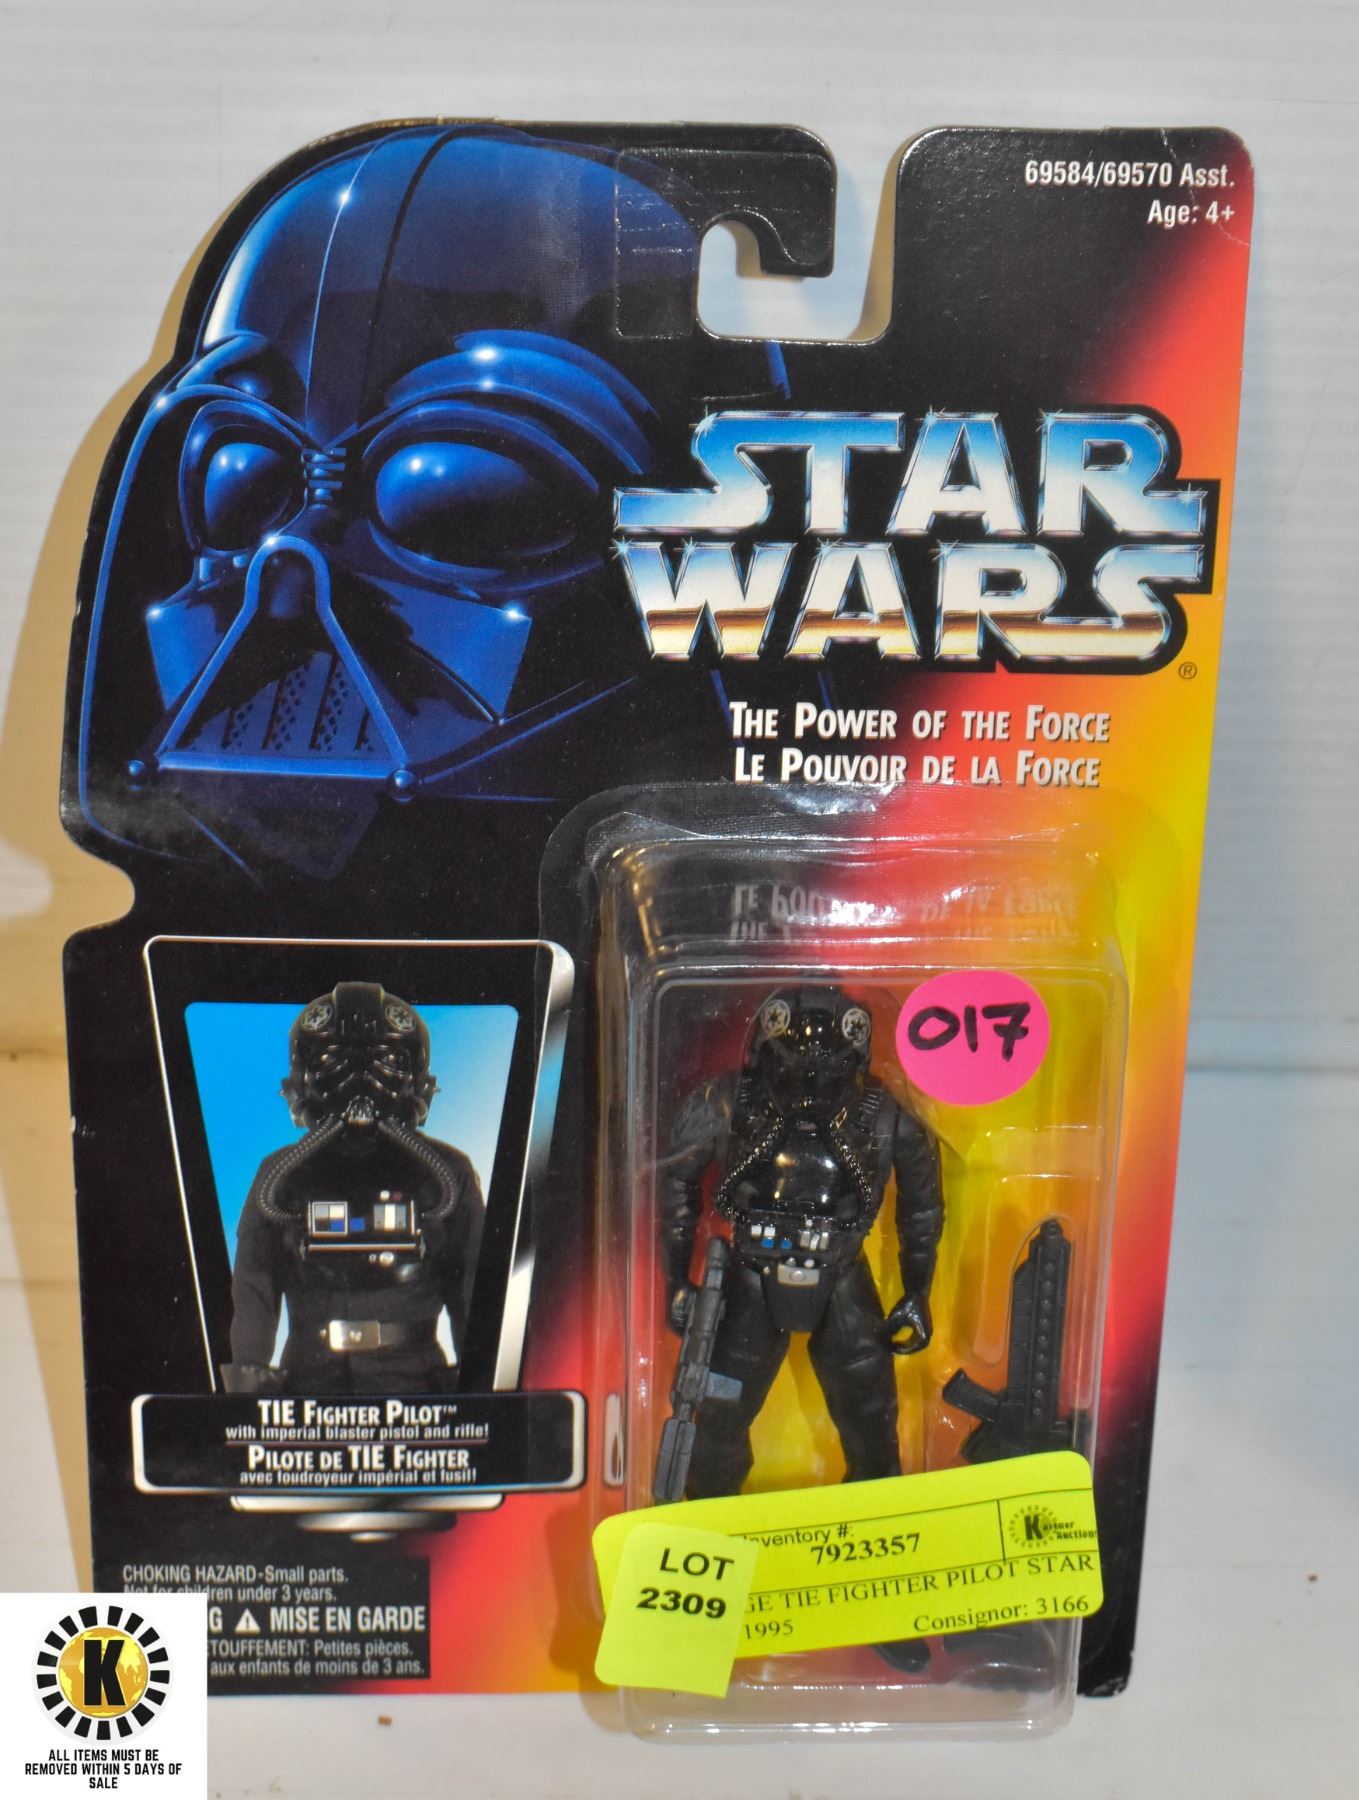 69584/69570 Asst.
Age: 4+
STAR
WARS
®
THE POWER OF THE FORCE
LE POUVOIR DE LA FORCE
017
TIE FIGHTER PILOT™
with imperial blaster pistol and rifle!
PILOTE DE TIE FIGHTER
avec foudroyeur impérial et fusil!
Inventory #:
7923357
Kastner
Auctions
LOT
2309
GE TIE FIGHTER PILOT STAR
1995
Consignor: 3166
CHOKING HAZARD-Small parts.
Not for children under 3 years.
G ⚠ MISE EN GARDE
ETOUFFEMENT: Petites pièces.
aux enfants de moins de 3 ans.
K
ALL ITEMS MUST BE
REMOVED WITHIN 5 DAYS OF
SALE